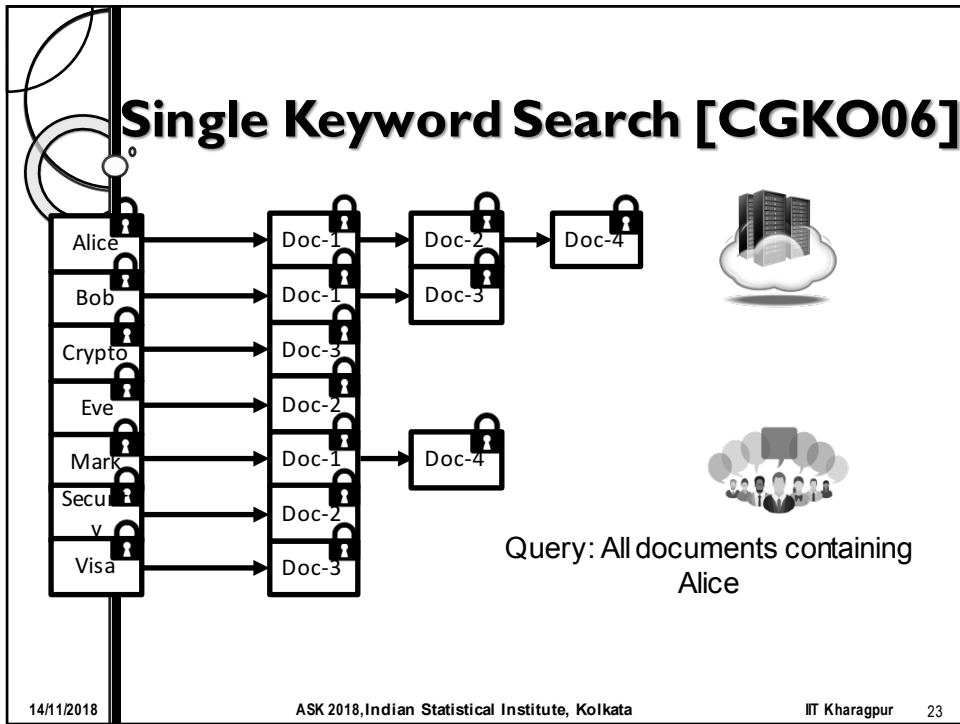 Single Keyword Search [CGKO06]
Alice Doc-1 Doc-2 Doc-4
Bob Doc-1 Doc-3
Crypto Doc-3
Eve Doc-2
Mark Doc-1 Doc-4
Doc-2
Visa Doc-3
Query: All documents containing
Alice
14/11/2018 ASK 2018, Indian Statistical Institute, Kolkata IIT Kharagpur 23